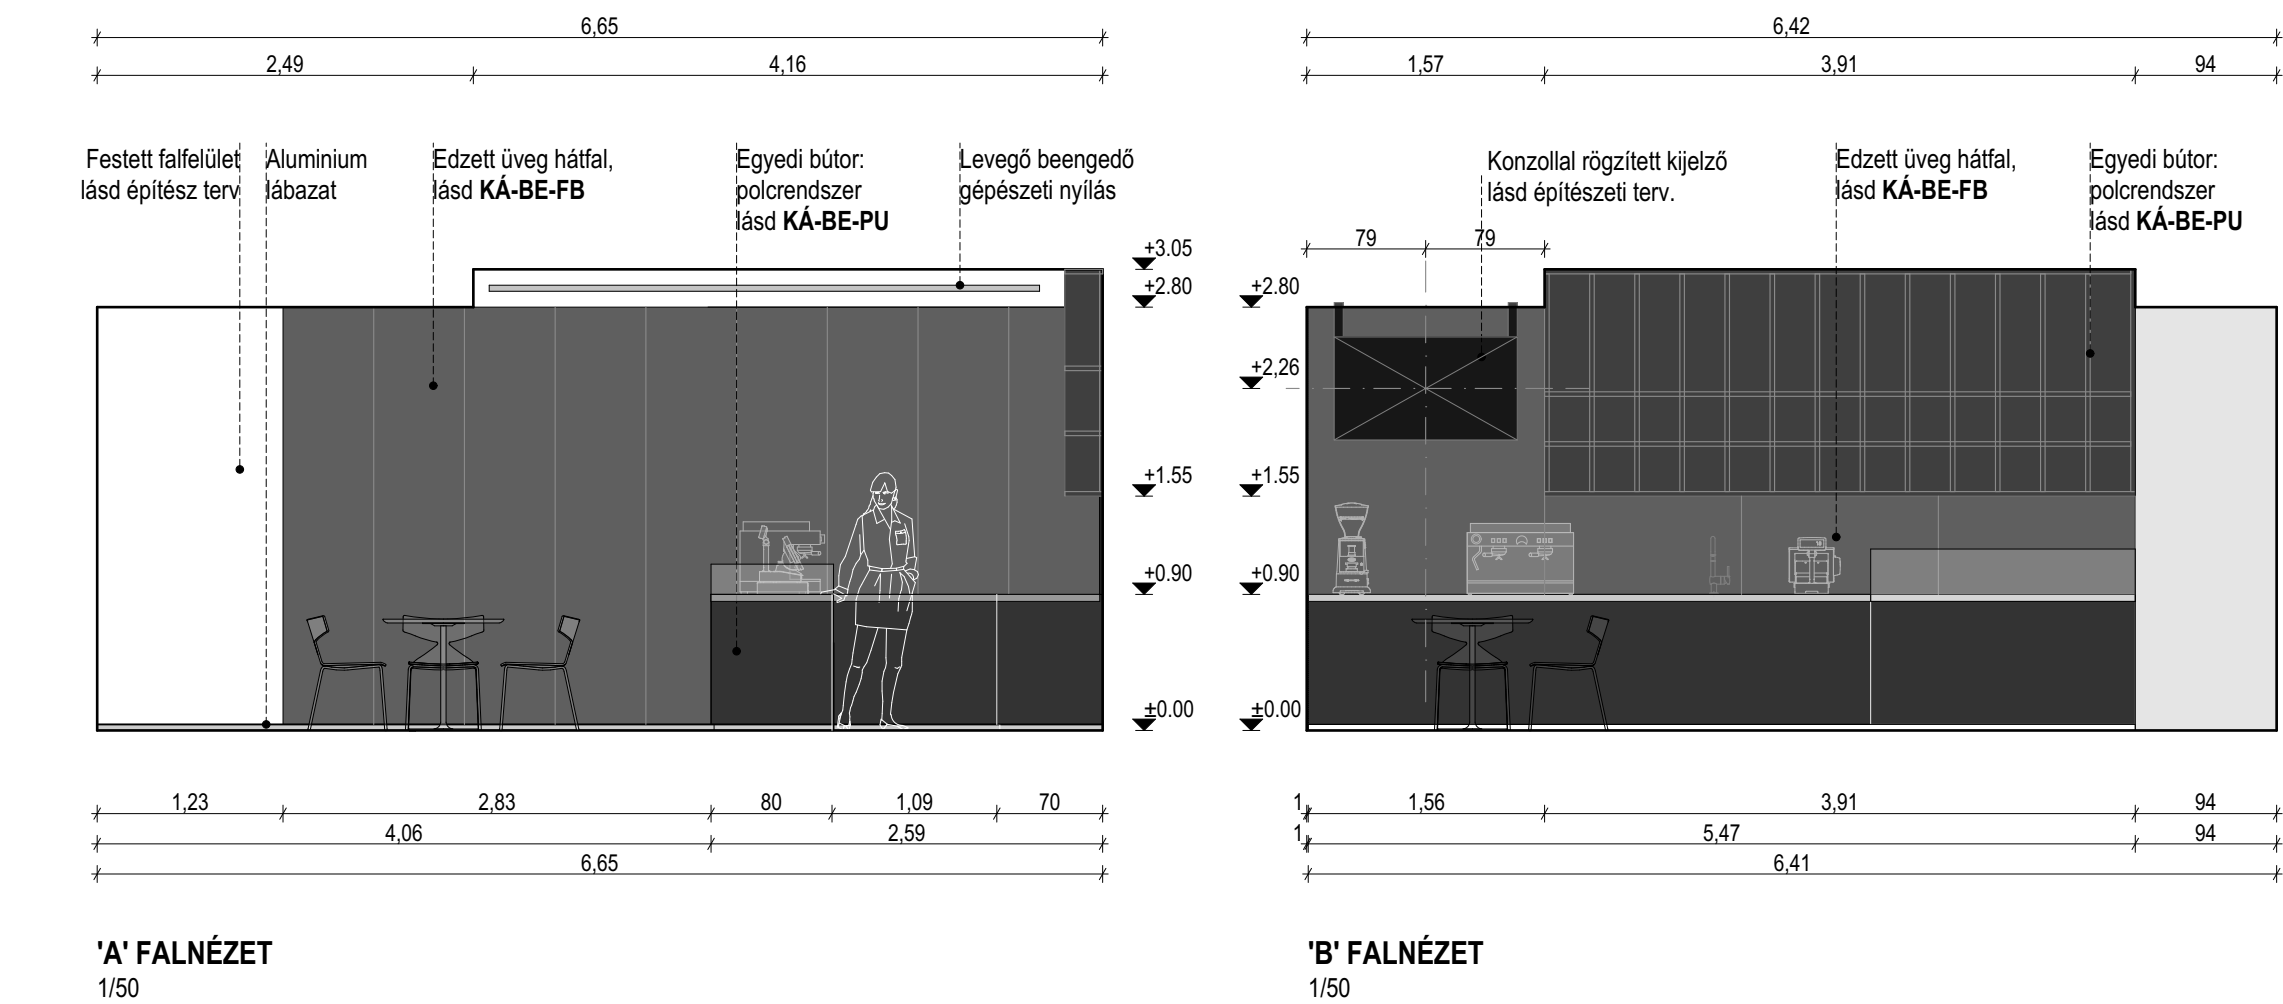 6,65
2,49 4,16
Festett falfelület
lásd építész terv
Aluminium
lábazat
Edzett üveg hátfal,
lásd KÁ-BE-FB
Egyedi bútor:
polcrendszer
lásd KÁ-BE-PU
Levegő beengedő
gépészeti nyílás
+3.05
+2.80
+1.55
+0.90
±0.00
1,23 2,83 80 1,09 70
4,06 2,59
6,65
'A' FALNÉZET
1/50
6,42
1,57 3,91 94
Konzollal rögzített kijelző
lásd építészeti terv.
Edzett üveg hátfal,
lásd KÁ-BE-FB
Egyedi bútor:
polcrendszer
lásd KÁ-BE-PU
79 79
+2.80
+2,26
+1.55
+0.90
±0.00
1 1,56 3,91 94
1 5,47 94
6,41
'B' FALNÉZET
1/50